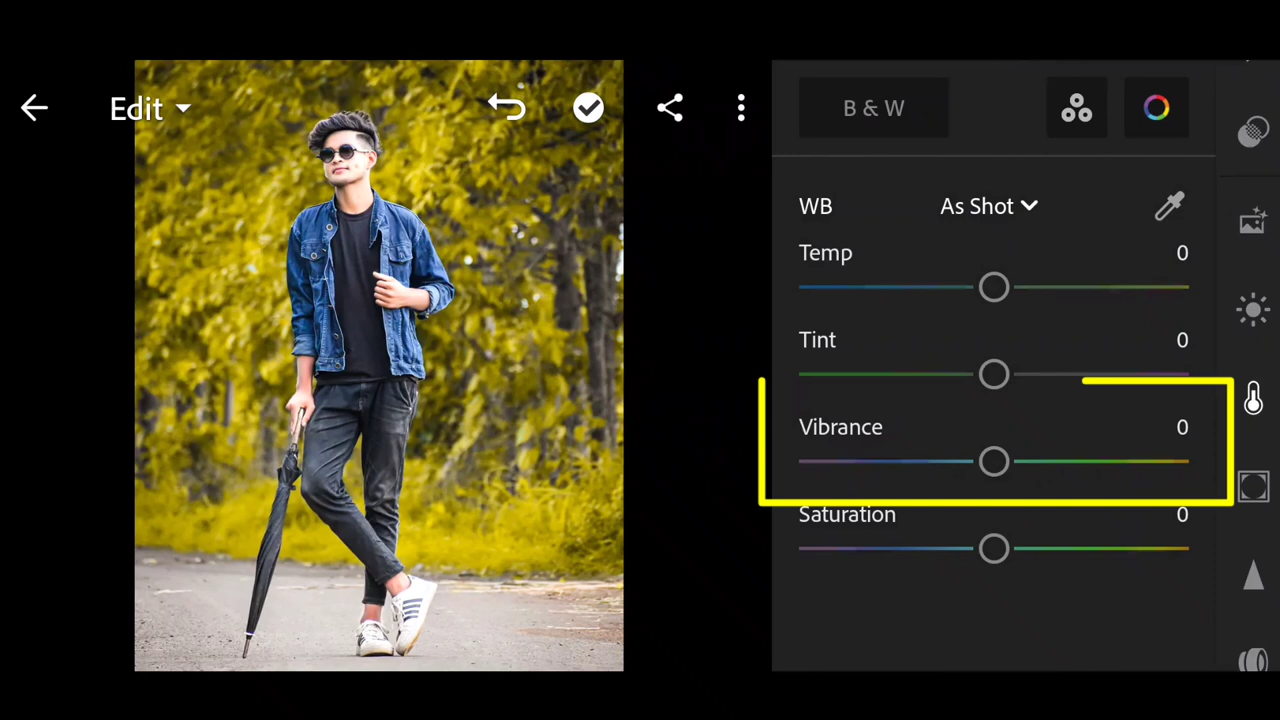 Edit
B & W
WB As Shot
Temp 0
Tint 0
Vibrance 0
Saturation 0